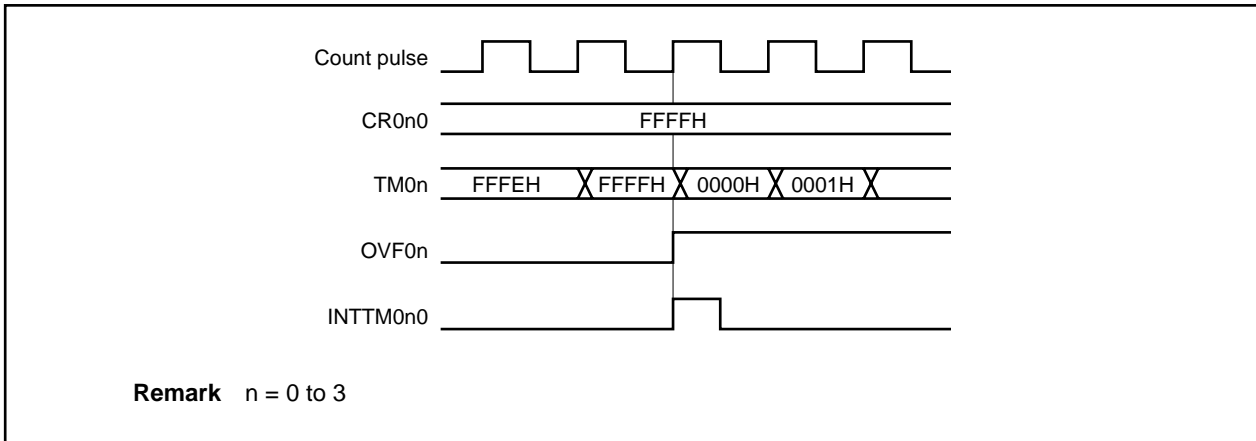 Count pulse
CR0n0
FFFFH
TM0n
FFFEH FFFFH 0000H 0001H
OVF0n
INTTM0n0
Remark n = 0 to 3